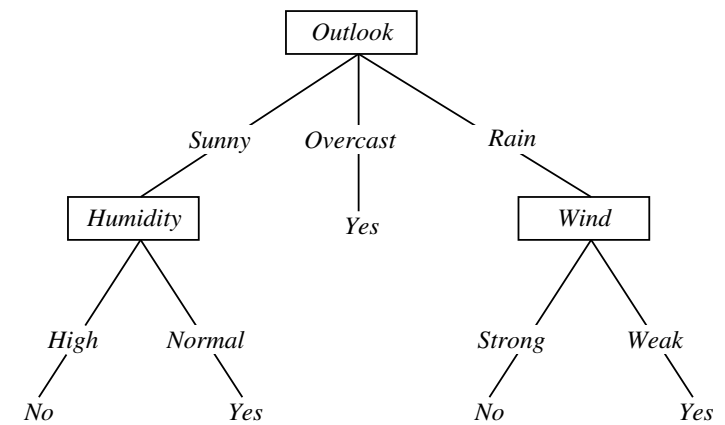 Outlook
Sunny Overcast Rain
Humidity Yes Wind
High Normal Strong Weak
No Yes No Yes